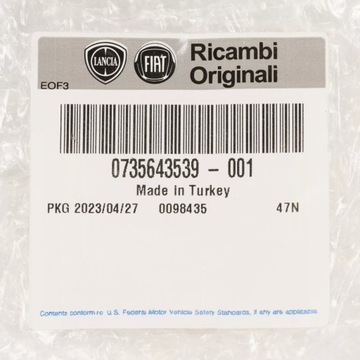 LANCIA FIAT Ricambi
Originali
EOF3
0735643539 - 001
Made in Turkey
PKG 2023/04/27 0098435 47N
Contents conform to U.S. Federal Motor Vehicle Safety Standards, if any are applicable